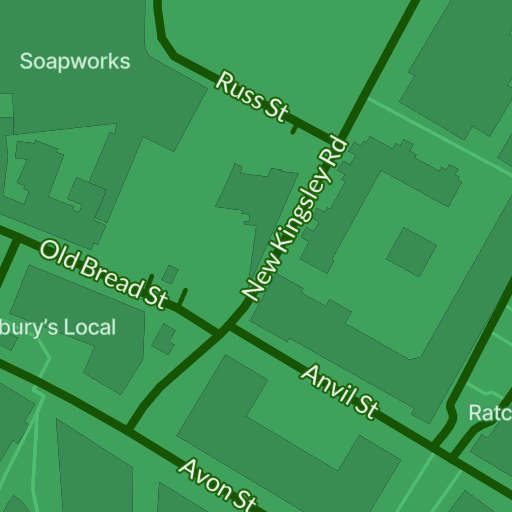 Soapworks
Russ St
New Kingsley Rd
Old Bread St
bury's Local
Anvil St
Ratc
Avon St